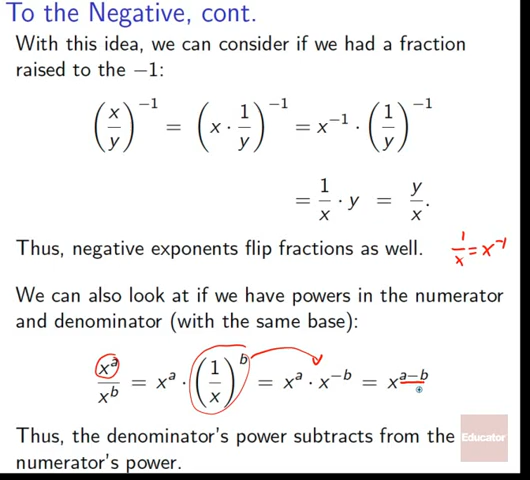 To the Negative, cont.
With this idea, we can consider if we had a fraction
raised to the −1:
(x/y)^−1 = (x · 1/y)^−1 = x^−1 · (1/y)^−1
= 1/x · y = y/x.
Thus, negative exponents flip fractions as well. 1/x = x^-1
We can also look at if we have powers in the numerator
and denominator (with the same base):
x^a/x^b = x^a · (1/x)^b = x^a · x^−b = x^a−b
Thus, the denominator's power subtracts from the
Educator
numerator's power.